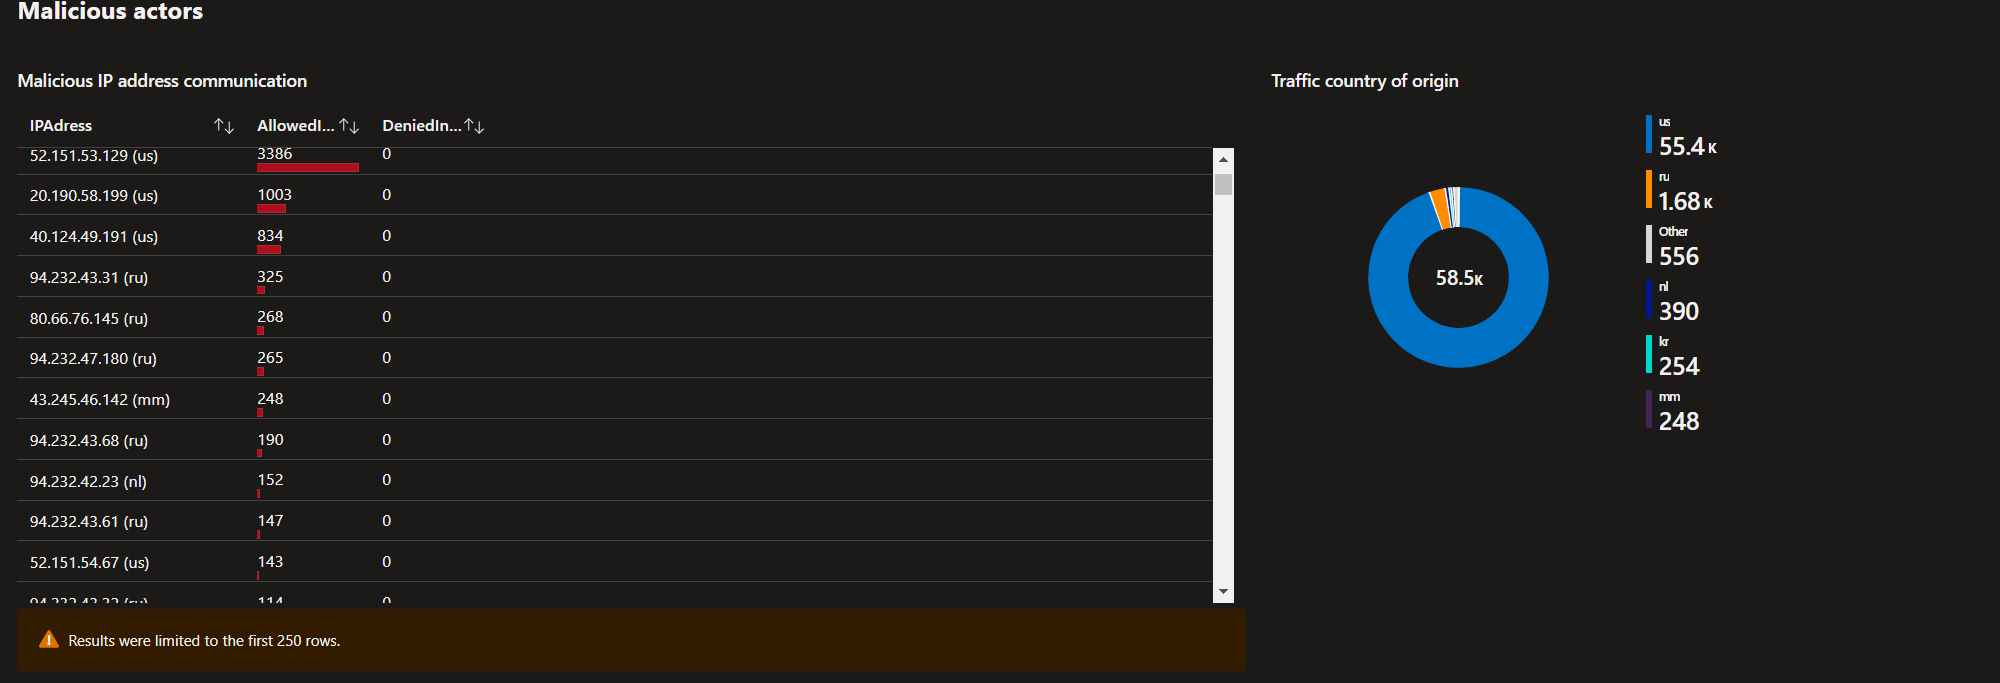 Malicious actors
Malicious IP address communication
IPAdress AllowedI... DeniedIn...
52.151.53.129 (us) 3386 0
20.190.58.199 (us) 1003 0
40.124.49.191 (us) 834 0
94.232.43.31 (ru) 325 0
80.66.76.145 (ru) 268 0
94.232.47.180 (ru) 265 0
43.245.46.142 (mm) 248 0
94.232.43.68 (ru) 190 0
94.232.42.23 (nl) 152 0
94.232.43.61 (ru) 147 0
52.151.54.67 (us) 143 0
114 0
Results were limited to the first 250 rows.
Traffic country of origin
58.5K
us
55.4 K
ru
1.68 K
Other
556
nl
390
kr
254
mm
248